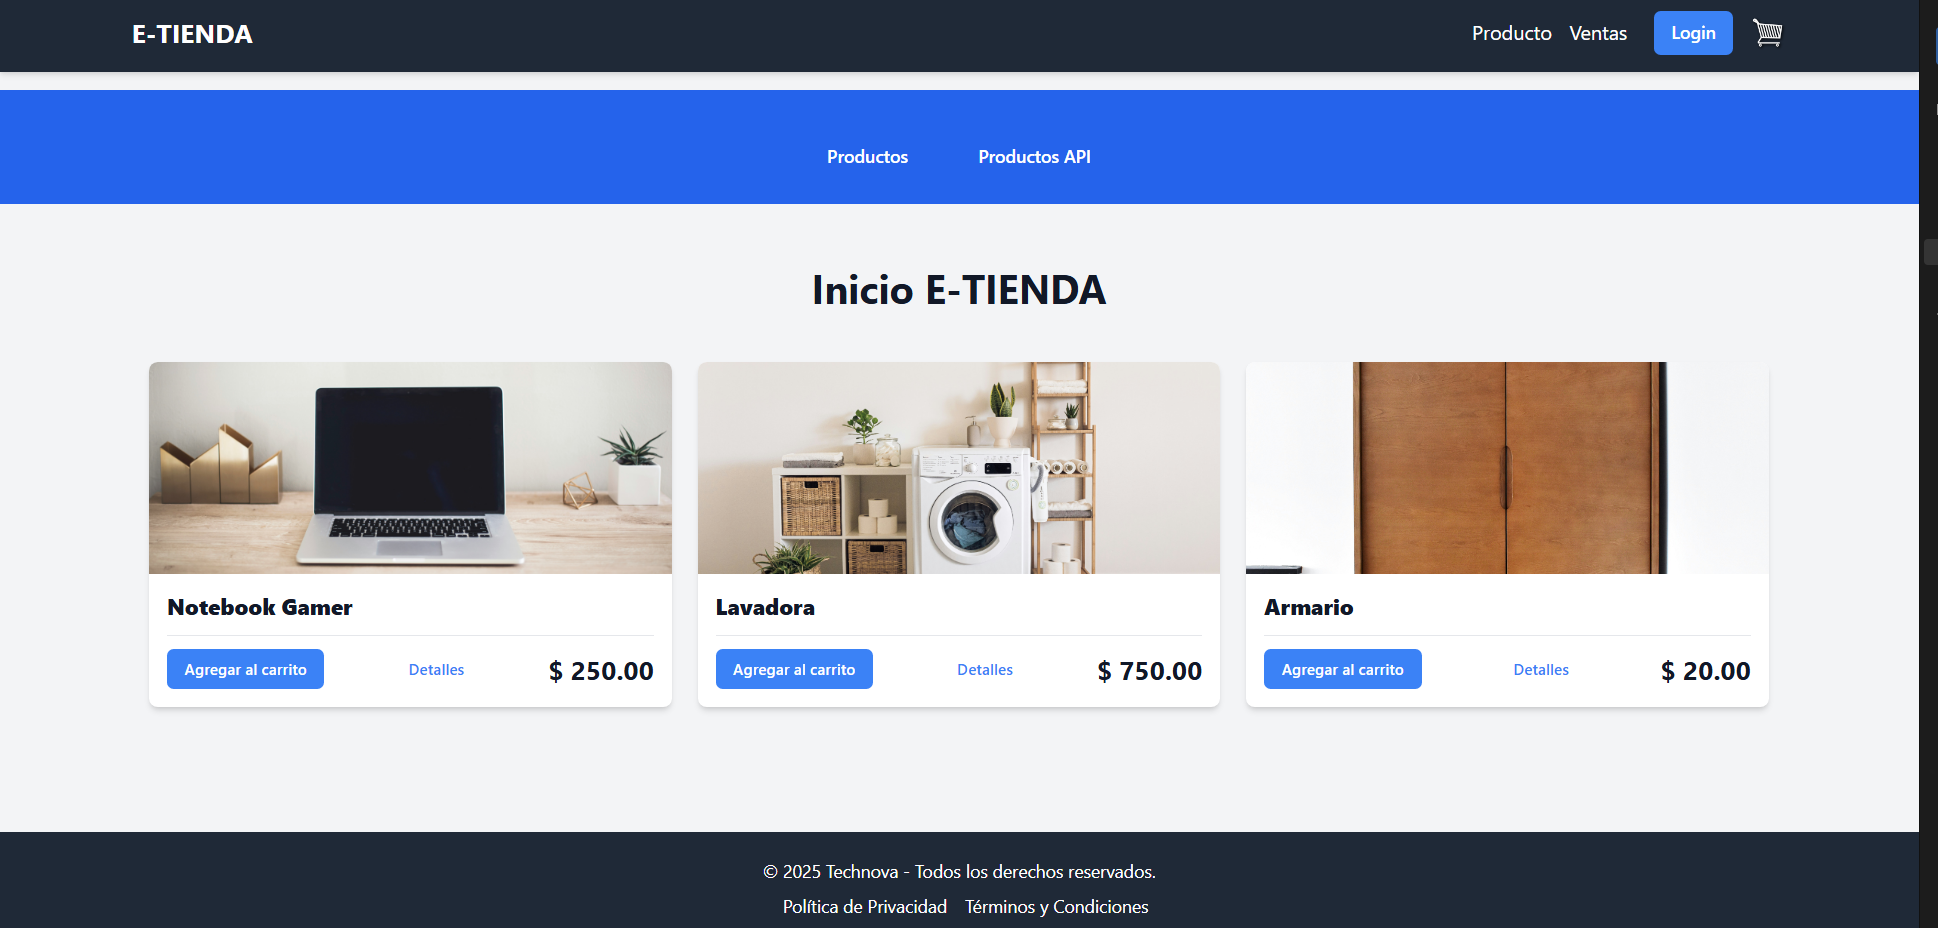 E-TIENDA
Producto Ventas Login
Productos Productos API
Inicio E-TIENDA
Notebook Gamer
Agregar al carrito Detalles $ 250.00
Lavadora
Agregar al carrito Detalles $ 750.00
Armario
Agregar al carrito Detalles $ 20.00
© 2025 Technova - Todos los derechos reservados.
Política de Privacidad Términos y Condiciones